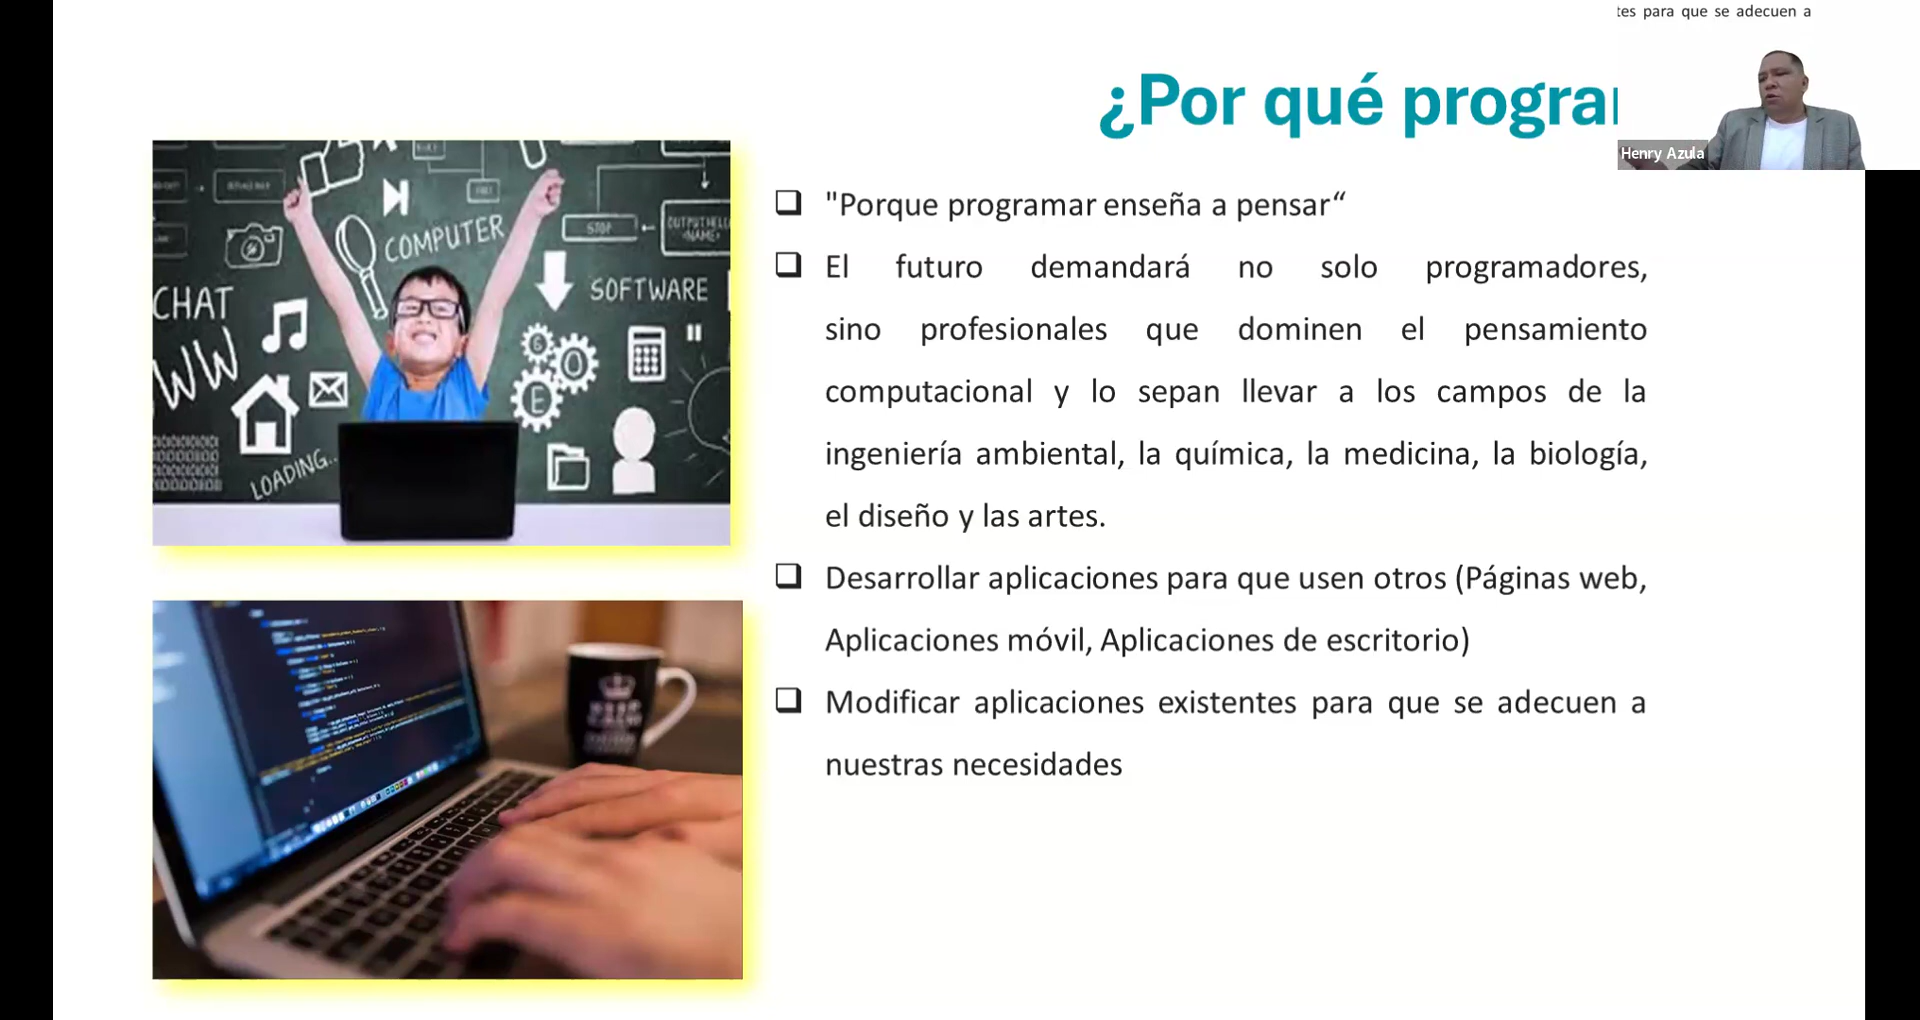 tes para que se adecuen a
¿Por qué progra
Henry Azula
"Porque programar enseña a pensar“
El futuro demandará no solo programadores,
sino profesionales que dominen el pensamiento
computacional y lo sepan llevar a los campos de la
ingeniería ambiental, la química, la medicina, la biología,
el diseño y las artes.
Desarrollar aplicaciones para que usen otros (Páginas web,
Aplicaciones móvil, Aplicaciones de escritorio)
Modificar aplicaciones existentes para que se adecuen a
nuestras necesidades
COMPUTER
STOP
SOFTWARE
CHAT
WW
G
O
E
LOADING..